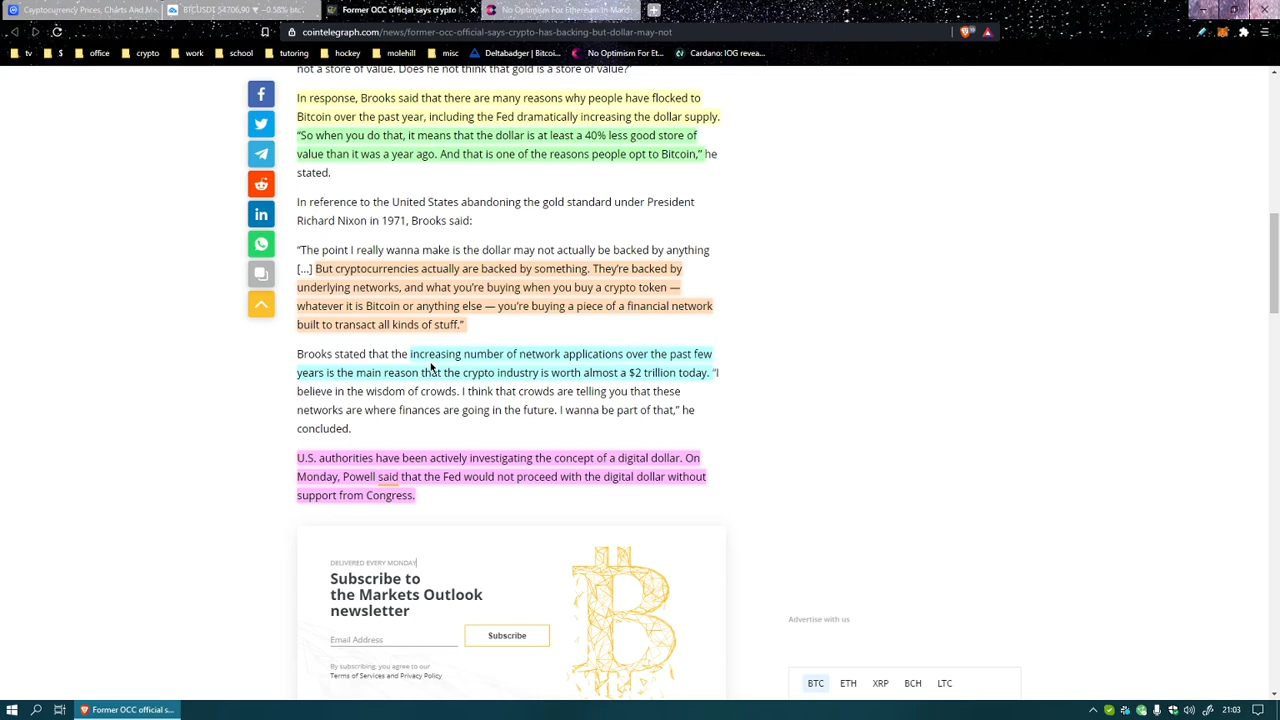 Cryptocurrency Prices, Charts And M
BTCUSDT 54706.90 ▼ −0.58% btc
Former OCC official says crypto h
No Optimism For Ethereum In March
cointelegraph.com/news/former-occ-official-says-crypto-has-backing-but-dollar-may-not
tv
$
office
crypto
work
school
tutoring
hockey
molehill
misc
Deltabadger | Bitcoi...
No Optimism For Et...
Cardano: IOG revea...
not a store of value. Does he not think that gold is a store of value?"
In response, Brooks said that there are many reasons why people have flocked to
Bitcoin over the past year, including the Fed dramatically increasing the dollar supply.
“So when you do that, it means that the dollar is at least a 40% less good store of
value than it was a year ago. And that is one of the reasons people opt to Bitcoin,” he
stated.
In reference to the United States abandoning the gold standard under President
Richard Nixon in 1971, Brooks said:
“The point I really wanna make is the dollar may not actually be backed by anything
[...] But cryptocurrencies actually are backed by something. They’re backed by
underlying networks, and what you’re buying when you buy a crypto token —
whatever it is Bitcoin or anything else — you’re buying a piece of a financial network
built to transact all kinds of stuff.”
Brooks stated that the increasing number of network applications over the past few
years is the main reason that the crypto industry is worth almost a $2 trillion today. “I
believe in the wisdom of crowds. I think that crowds are telling you that these
networks are where finances are going in the future. I wanna be part of that,” he
concluded.
U.S. authorities have been actively investigating the concept of a digital dollar. On
Monday, Powell said that the Fed would not proceed with the digital dollar without
support from Congress.
DELIVERED EVERY MONDAY
Subscribe to
the Markets Outlook
newsletter
Email Address
Subscribe
By subscribing, you agree to our
Terms of Services and Privacy Policy
Advertise with us
BTC ETH XRP BCH LTC
Former OCC official s...
21:03